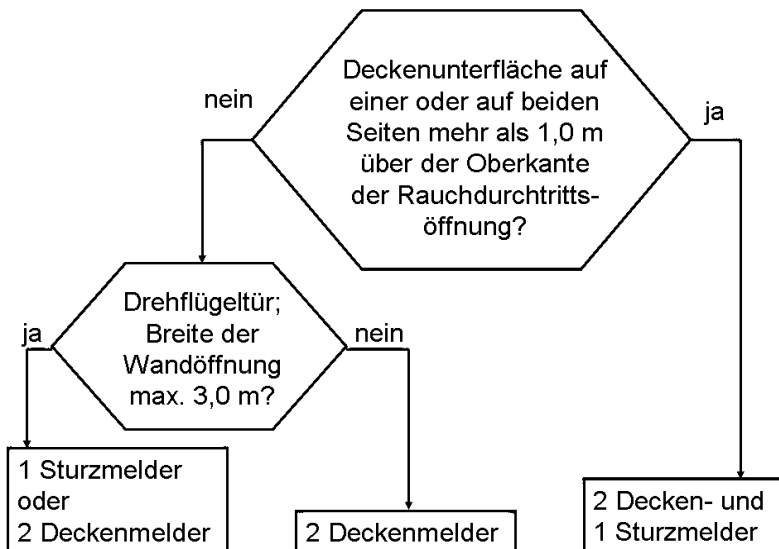 Deckenunterfläche auf
einer oder auf beiden
Seiten mehr als 1,0 m
über der Oberkante
der Rauchdurchtritts-
öffnung?
nein
ja
Drehflügeltür;
Breite der
Wandöffnung
max. 3,0 m?
ja
nein
1 Sturzmelder
oder
2 Deckenmelder
2 Deckenmelder
2 Decken- und
1 Sturzmelder